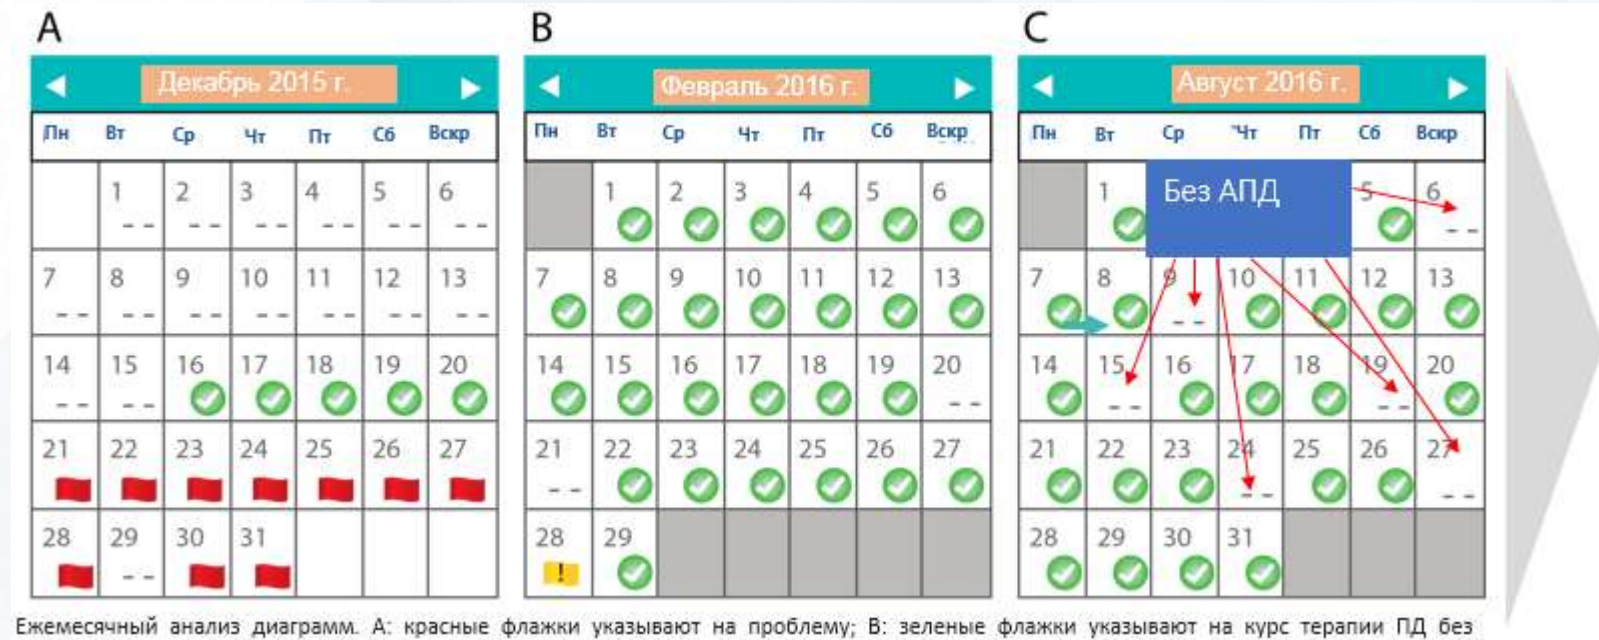 A B C
Декабрь 2015 г. Февраль 2016 г. Август 2016 г.
Пн Вт Ср Чт Пт Сб Вскр Пн Вт Ср Чт Пт Сб Вскр Пн Вт Ср Чт Пт Сб Вскр
1 2 3 4 5 6 1 2 3 4 5 6 1 Без АПД 5 6
7 8 9 10 11 12 13 7 8 9 10 11 12 13 7 8 9 10 11 12 13
14 15 16 17 18 19 20 14 15 16 17 18 19 20 14 15 16 17 18 19 20
21 22 23 24 25 26 27 21 22 23 24 25 26 27 21 22 23 24 25 26 27
28 29 30 31 28 29 28 29 30 31
!
Ежемесячный анализ диаграмм. А: красные флажки указывают на проблему; В: зеленые флажки указывают на курс терапии ПД без